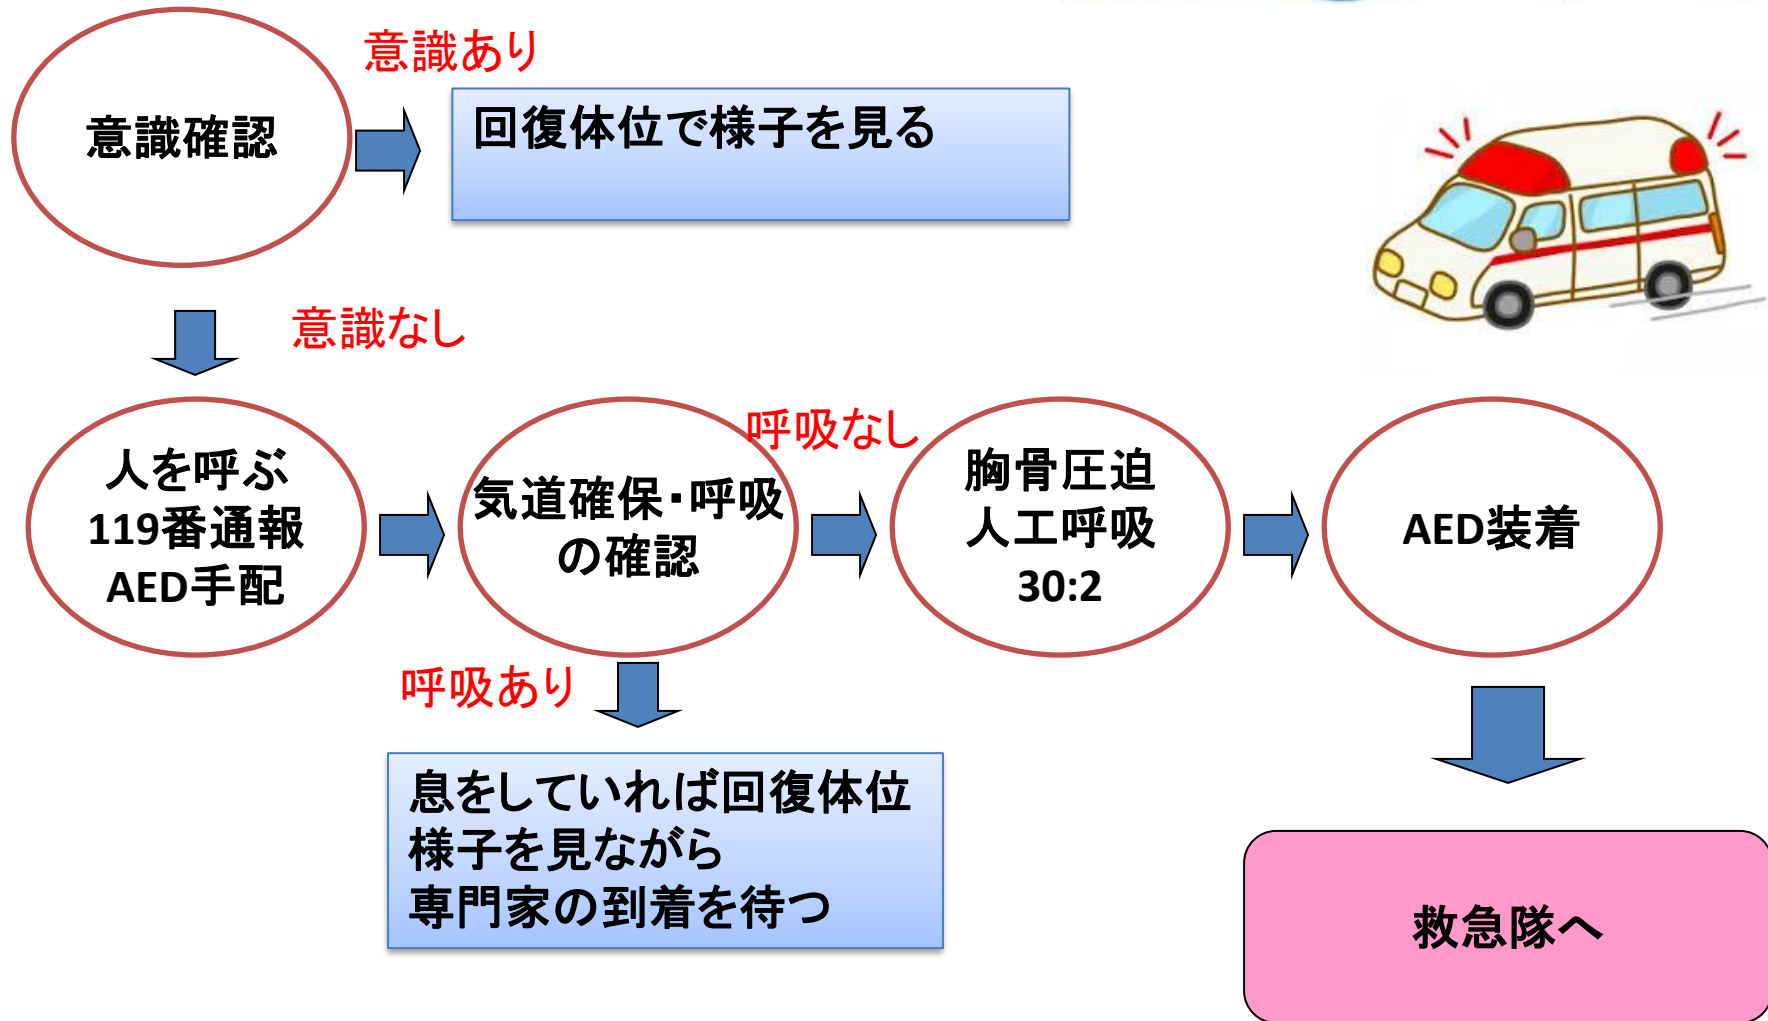 意識確認
意識あり
回復体位で様子を見る
意識なし
人を呼ぶ
119番通報
AED手配
気道確保・呼吸
の確認
呼吸なし
胸骨圧迫
人工呼吸
30:2
AED装着
呼吸あり
息をしていれば回復体位
様子を見ながら
専門家の到着を待つ
救急隊へ